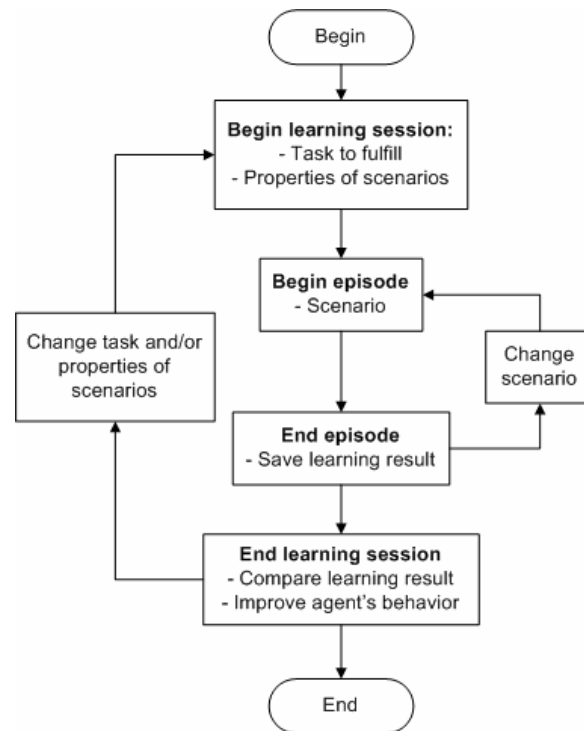 Begin
Begin learning session:
- Task to fulfill
- Properties of scenarios
Begin episode
- Scenario
Change task and/or
properties of
scenarios
Change
scenario
End episode
- Save learning result
End learning session
- Compare learning result
- Improve agent's behavior
End